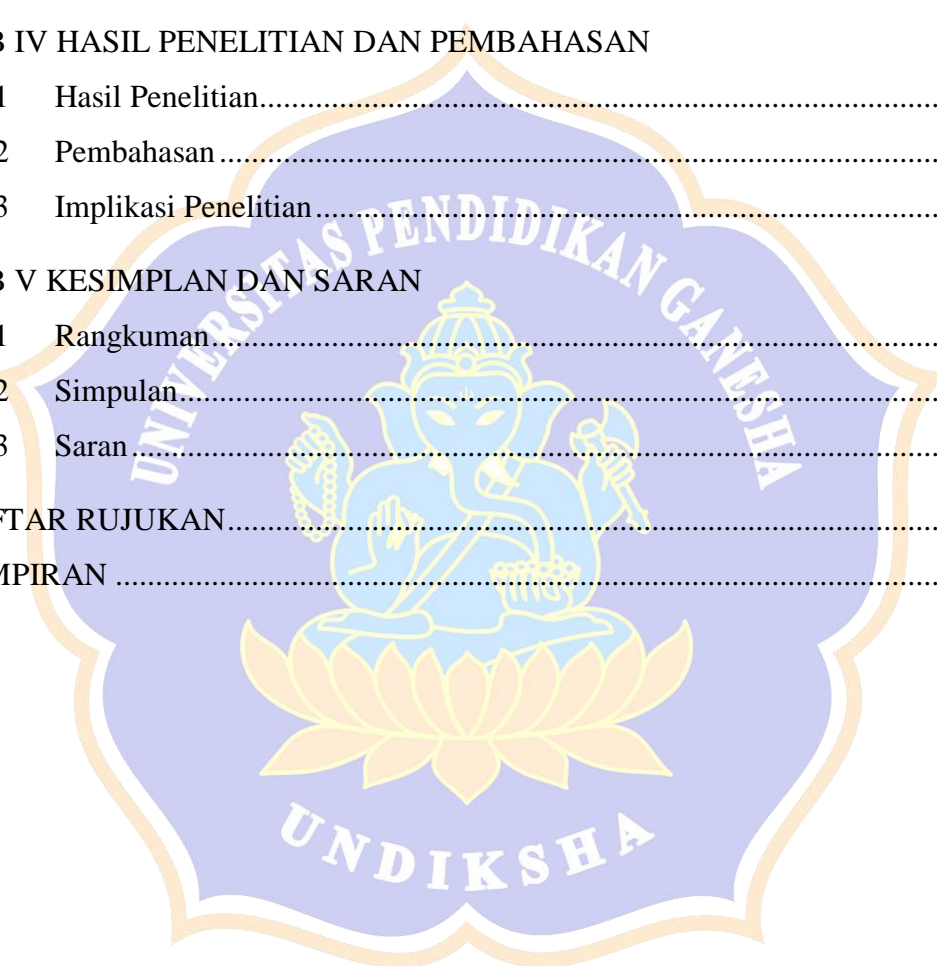 B IV HASIL PENELITIAN DAN PEMBAHASAN
1 Hasil Penelitian
2 Pembahasan
3 Implikasi Penelitian
B V KESIMPLAN DAN SARAN
1 Rangkuman
2 Simpulan
3 Saran
FTAR RUJUKAN
MPIRAN
UNIVERSITAS PENDIDIKAN GANESHA
UNDIKSHA